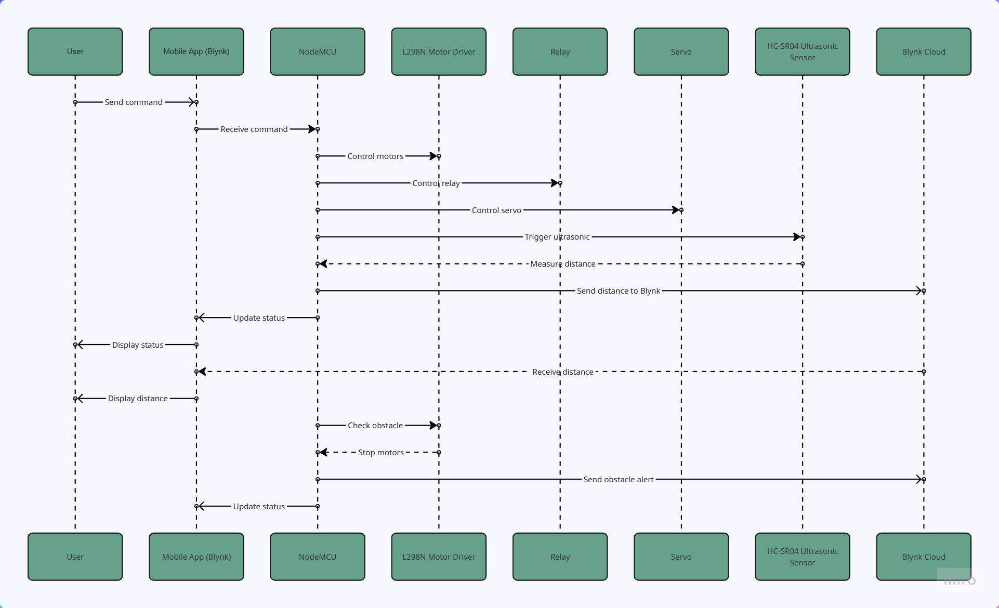 User
Mobile App (Blynk)
NodeMCU
L298N Motor Driver
Relay
Servo
HC-SR04 Ultrasonic
Sensor
Blynk Cloud
Send command
Receive command
Control motors
Control relay
Control servo
Trigger ultrasonic
Measure distance
Send distance to Blynk
Update status
Display status
Receive distance
Display distance
Check obstacle
Stop motors
Send obstacle alert
Update status
User
Mobile App (Blynk)
NodeMCU
L298N Motor Driver
Relay
Servo
HC-SR04 Ultrasonic
Sensor
Blynk Cloud
miro